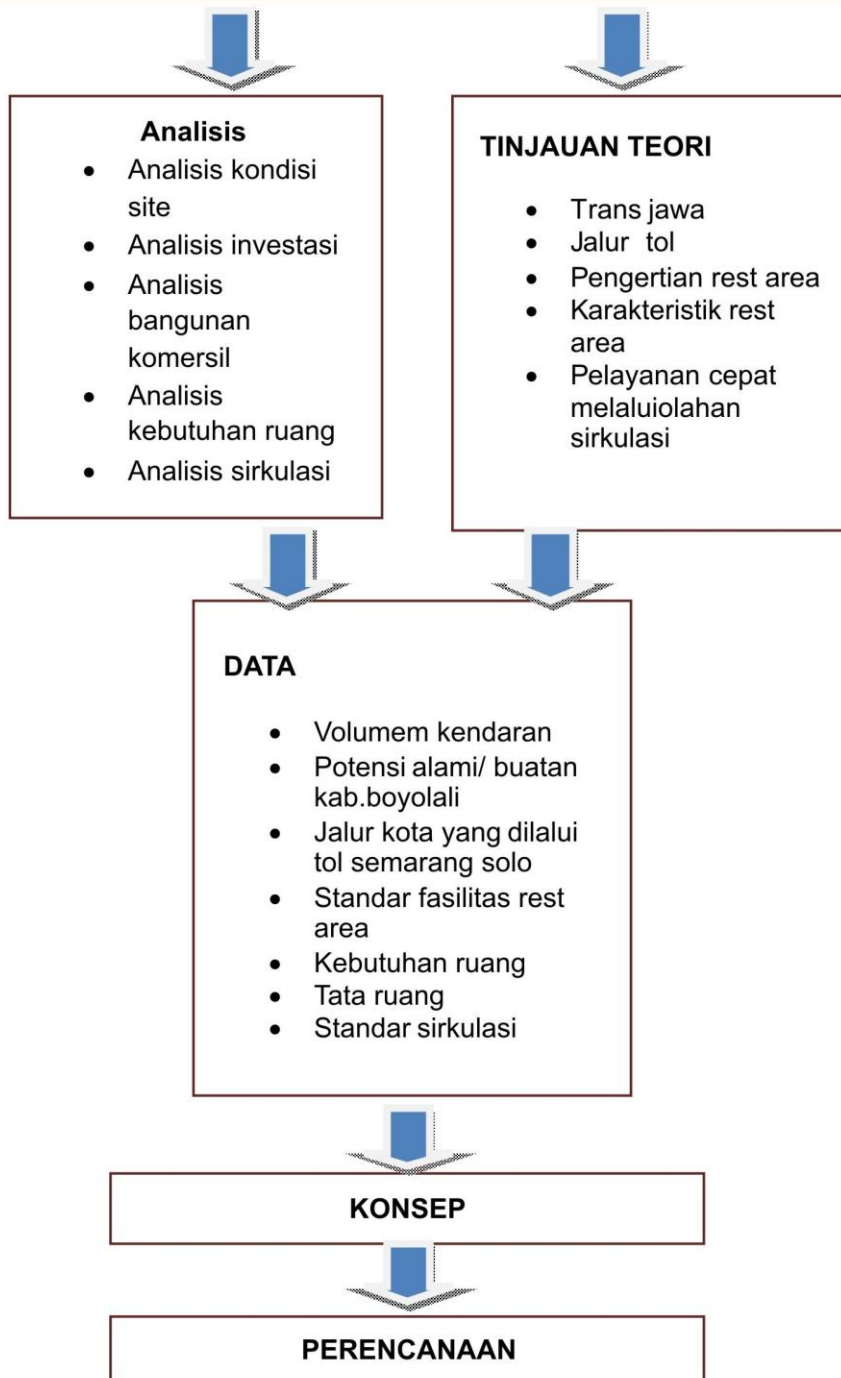 Analisis
• Analisis kondisi
site
• Analisis investasi
• Analisis
bangunan
komersil
• Analisis
kebutuhan ruang
• Analisis sirkulasi
TINJAUAN TEORI
• Trans jawa
• Jalur tol
• Pengertian rest area
• Karakteristik rest
area
• Pelayanan cepat
melaluiolahan
sirkulasi
DATA
• Volumem kendaran
• Potensi alami/ buatan
kab.boyolali
• Jalur kota yang dilalui
tol semarang solo
• Standar fasilitas rest
area
• Kebutuhan ruang
• Tata ruang
• Standar sirkulasi
KONSEP
PERENCANAAN